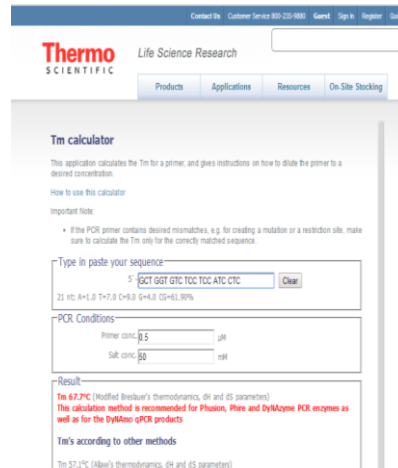 Contact Us Customer Service 800-235-9880 Guest Sign In Register
Thermo
SCIENTIFIC
Life Science Research
Products Applications Resources On-Site Stocking
Tm calculator
This application calculates the Tm for a primer, and gives instructions on how to dilute the primer to a
desired concentration.
How to use this calculator
Important Note:
• If the PCR primer contains desired mismatches, e.g. for creating a mutation or a restriction site, make
sure to calculate the Tm only for the correctly matched sequence.
Type in paste your sequence
5'- GCT GGT GTC TCC TCC ATC CTC Clear
21 nt: A=1.0 T=7.0 C=9.0 G=4.0 CG=61.90%
PCR Conditions
Primer conc. 0.5 μM
Salt conc. 50 mM
Result
Tm 67.7°C (Modified Breslauer's thermodynamics, dH and dS parameters)
This calculation method is recommended for Phusion, Phire and DyNAzyme PCR enzymes as
well as for the DyNAmo qPCR products
Tm's according to other methods
Tm 57.1°C (Allawi's thermodynamics, dH and dS parameters)